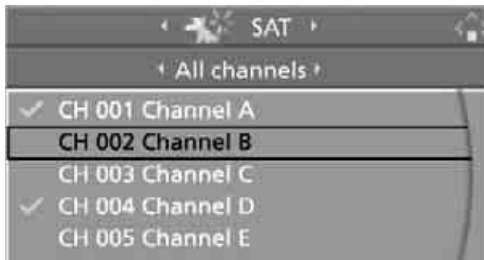 SAT
All channels
CH 001 Channel A
CH 002 Channel B
CH 003 Channel C
CH 004 Channel D
CH 005 Channel E